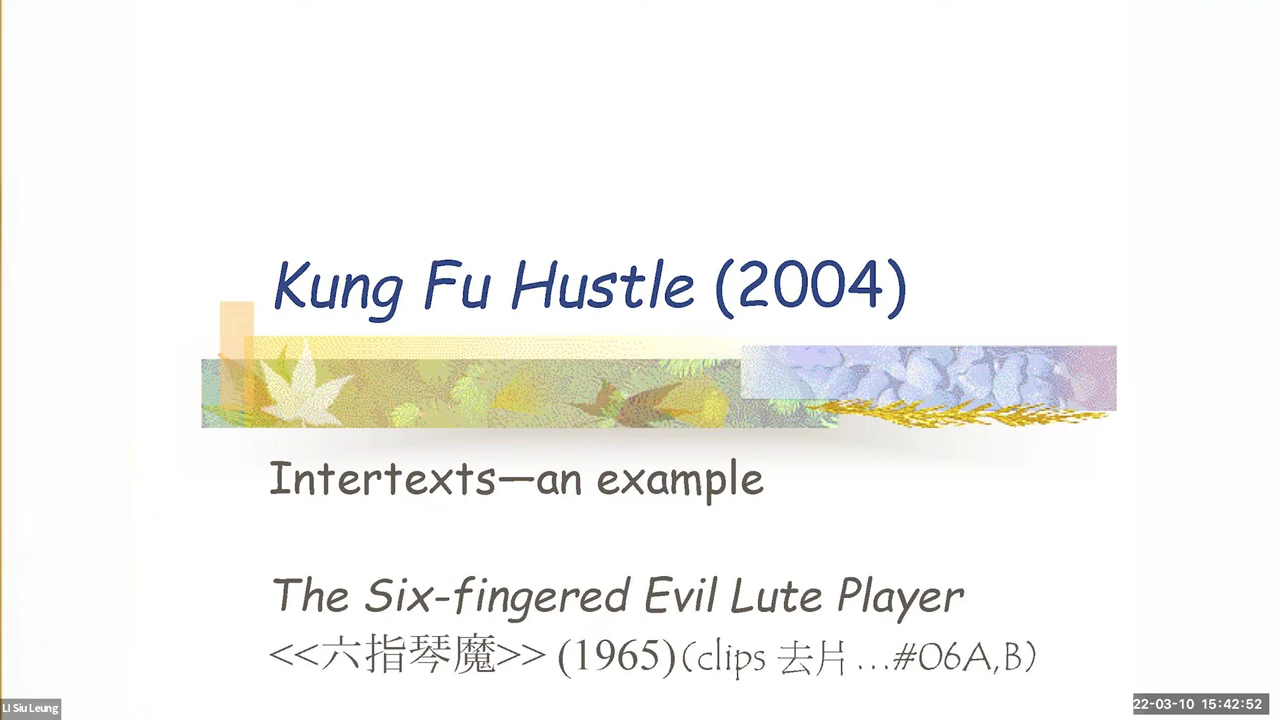 Kung Fu Hustle (2004)
Intertexts—an example
The Six-fingered Evil Lute Player
<<六指琴魔>> (1965)(clips 去片...#06A,B)
LI Siu Leung
22-03-10 15:42:52